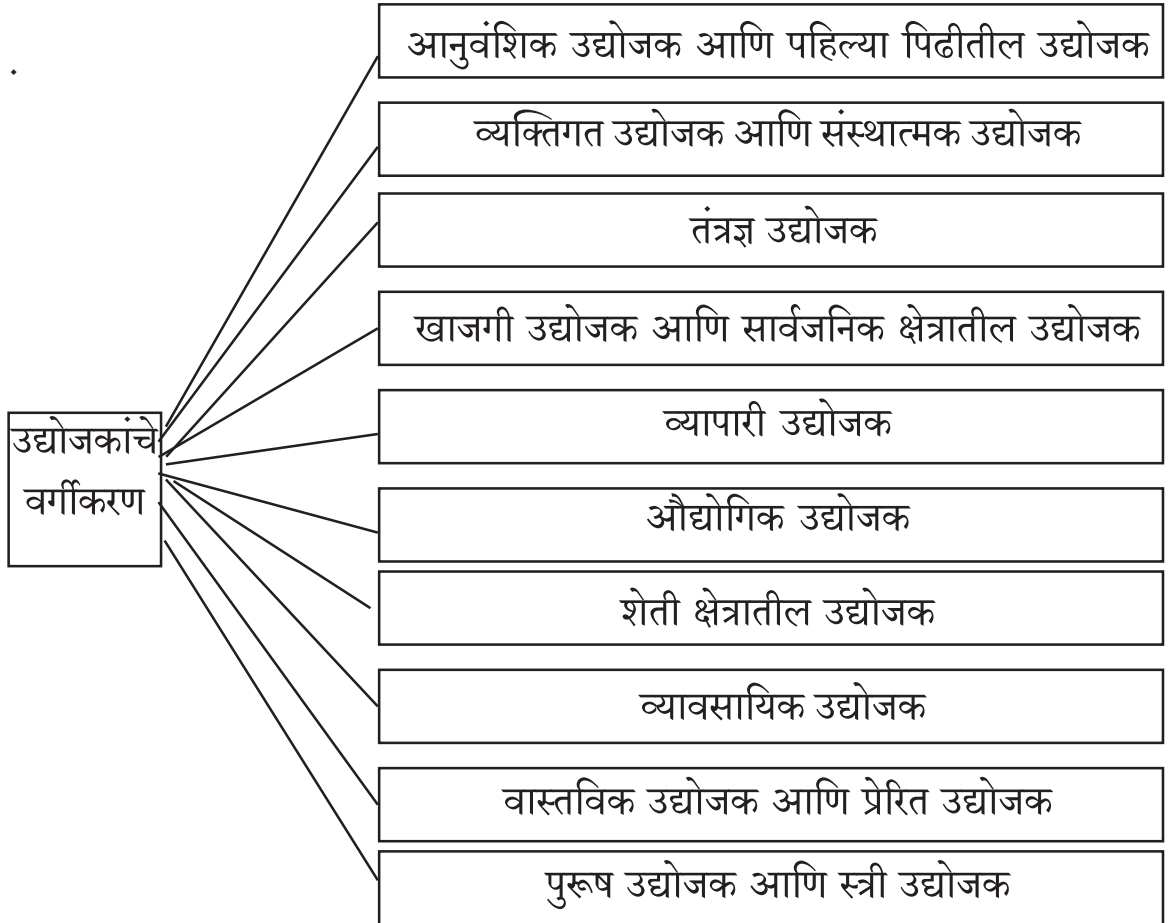 आनुवंशिक उद्योजक आणि पहिल्या पिढीतील उद्योजक
व्यक्तिगत उद्योजक आणि संस्थात्मक उद्योजक
तंत्रज्ञ उद्योजक
खाजगी उद्योजक आणि सार्वजनिक क्षेत्रातील उद्योजक
व्यापारी उद्योजक
उद्योजकांचे
वर्गीकरण
औद्योगिक उद्योजक
शेती क्षेत्रातील उद्योजक
व्यावसायिक उद्योजक
वास्तविक उद्योजक आणि प्रेरित उद्योजक
पुरूष उद्योजक आणि स्त्री उद्योजक